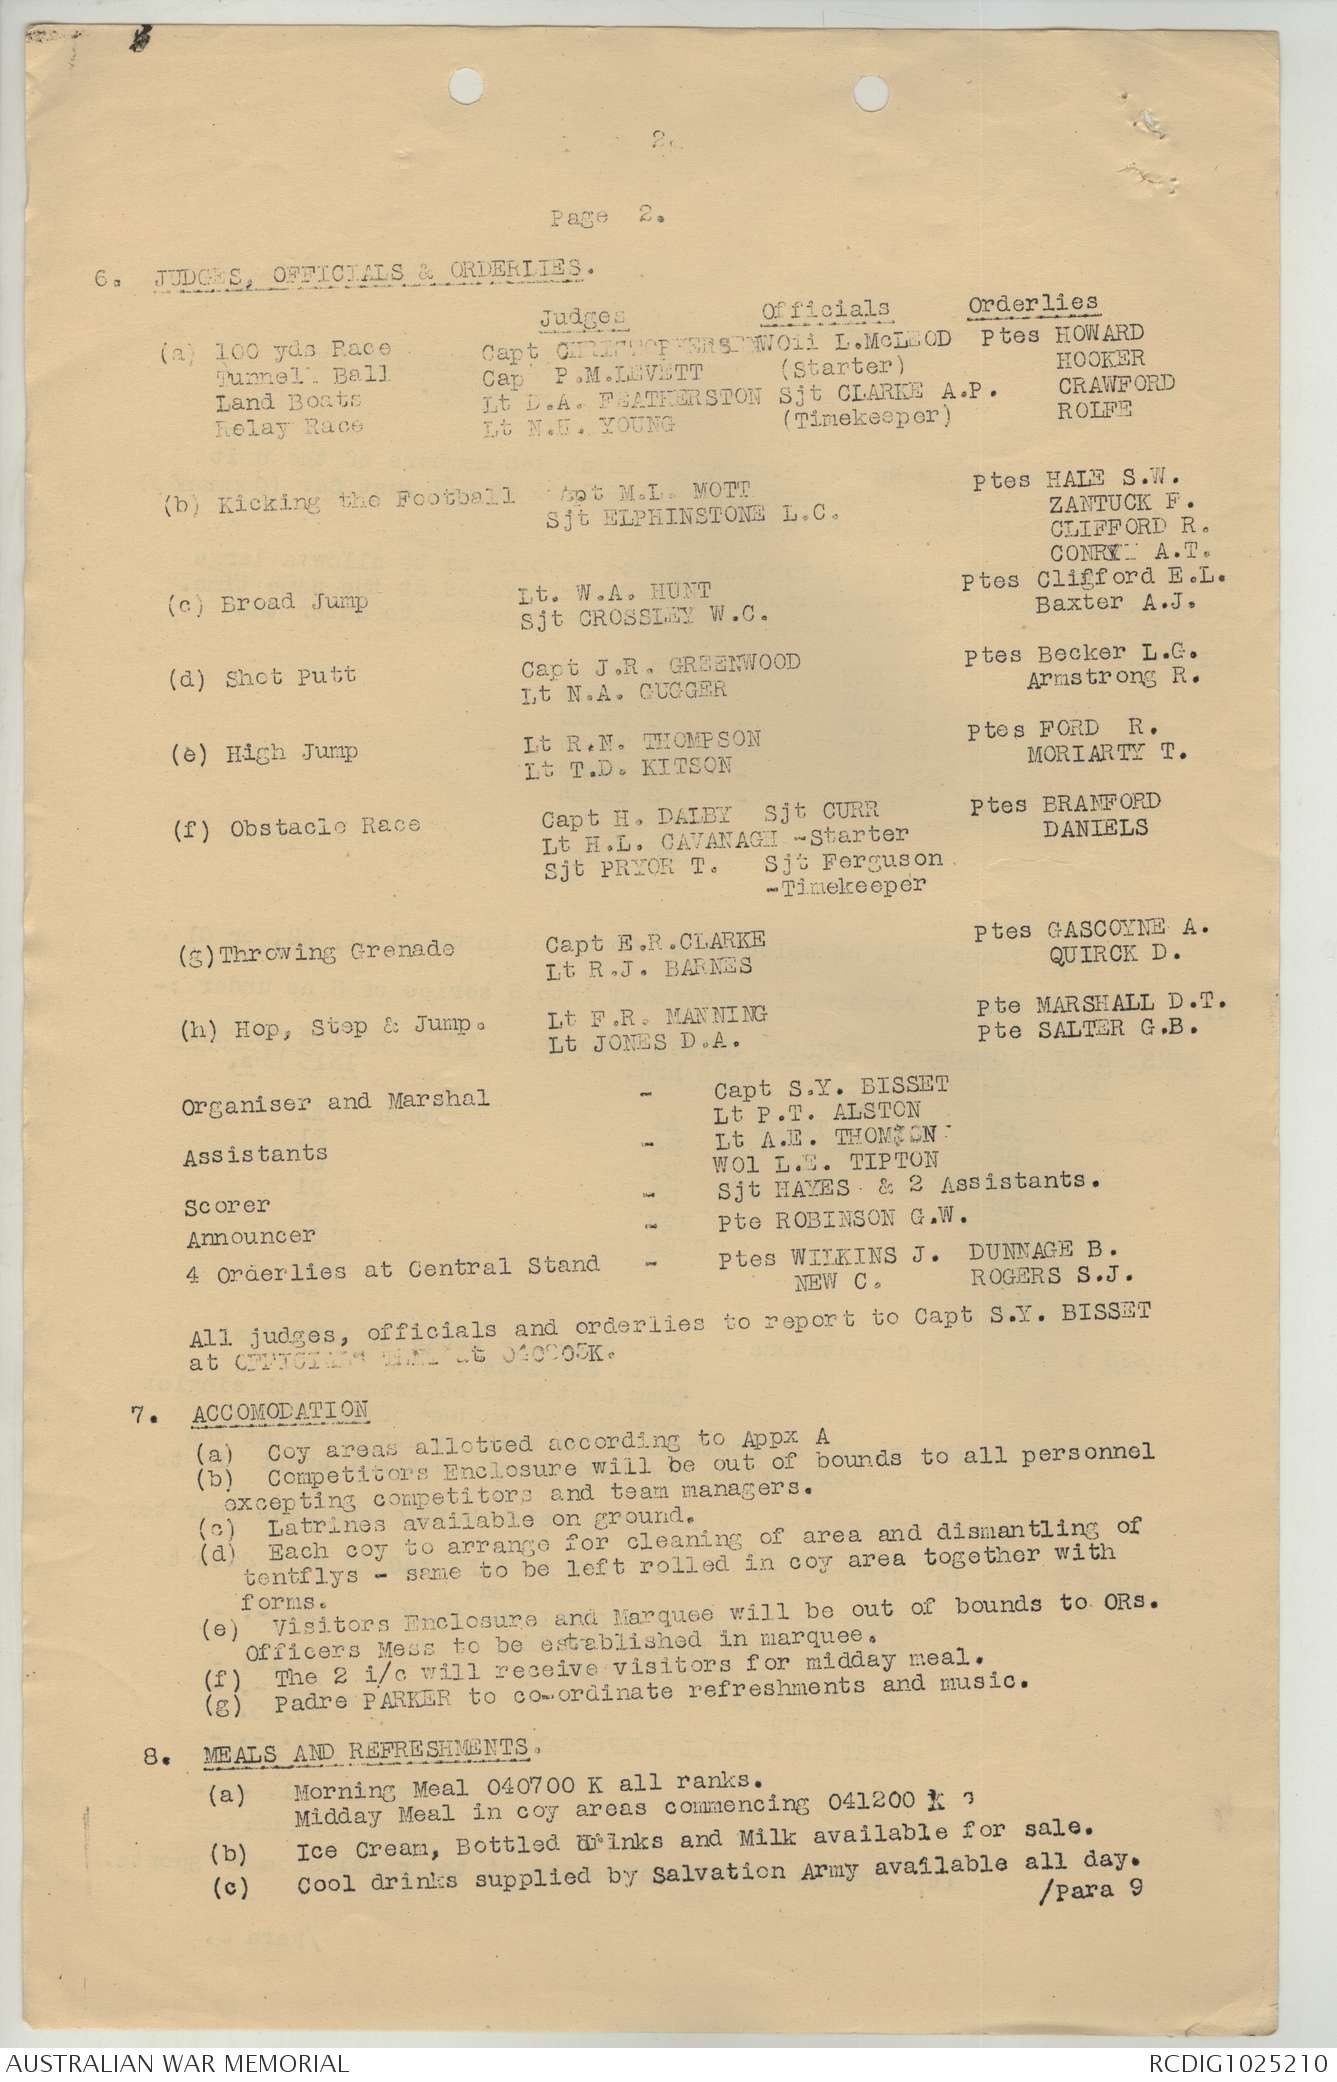 2.
Page 2.
6. JUDGES, OFFICIALS & ORDERLIES.
Judges Officials Orderlies
(a) 100 yds Race Capt WOii L.McLEOD Ptes HOWARD
Tunnell Ball Cap P.M.LEVETT (Starter) HOOKER
Land Boats Lt D.A. FEATHERSTON Sjt CLARKE A.P. CRAWFORD
Relay Race Lt N.H. YOUNG (Timekeeper) ROLFE
(b) Kicking the Football Capt M.L. MOTT Ptes HALE S.W.
Sjt ELPHINSTONE L.C. ZANTUCK F.
CLIFFORD R.
A.T.
(c) Broad Jump Lt. W.A. HUNT Ptes Clifford E.L.
Sjt CROSSLEY W.C. Baxter A.J.
(d) Shot Putt Capt J.R. GREENWOOD Ptes Becker L.G.
Lt N.A. GUGGER Armstrong R.
(e) High Jump Lt R.N. THOMPSON Ptes FORD R.
Lt T.D. KITSON MORIARTY T.
(f) Obstacle Race Capt H. DALBY Sjt CURR Ptes BRANFORD
Lt H.L. CAVANAGH -Starter DANIELS
Sjt PRYOR T. Sjt Ferguson
-Timekeeper
(g)Throwing Grenade Capt E.R.CLARKE Ptes GASCOYNE A.
Lt R.J. BARNES QUIRCK D.
(h) Hop, Step & Jump. Lt F.R. MANNING Pte MARSHALL D.T.
Lt JONES D.A. Pte SALTER G.B.
Organiser and Marshal - Capt S.Y. BISSET
Lt P.T. ALSTON
Assistants - Lt A.E. THOMSON
WO1 L.E. TIPTON
Scorer - Sjt HAYES & 2 Assistants.
Announcer - Pte ROBINSON G.W.
4 Orderlies at Central Stand - Ptes WILKINS J. DUNNAGE B.
NEW C. ROGERS S.J.
All judges, officials and orderlies to report to Capt S.Y. BISSET
at at
7. ACCOMODATION
(a) Coy areas allotted according to Appx A
(b) Competitors Enclosure will be out of bounds to all personnel
excepting competitors and team managers.
(c) Latrines available on ground.
(d) Each coy to arrange for cleaning of area and dismantling of
tentflys - same to be left rolled in coy area together with
forms.
(e) Visitors Enclosure and Marquee will be out of bounds to ORs.
Officers Mess to be established in marquee.
(f) The 2 i/c will receive visitors for midday meal.
(g) Padre PARKER to co-ordinate refreshments and music.
8. MEALS AND REFRESHMENTS.
(a) Morning Meal 040700 K all ranks.
Midday Meal in coy areas commencing 041200 K
(b) Ice Cream, Bottled drinks and Milk available for sale.
(c) Cool drinks supplied by Salvation Army available all day.
/Para 9
AUSTRALIAN WAR MEMORIAL RCDIG1025210